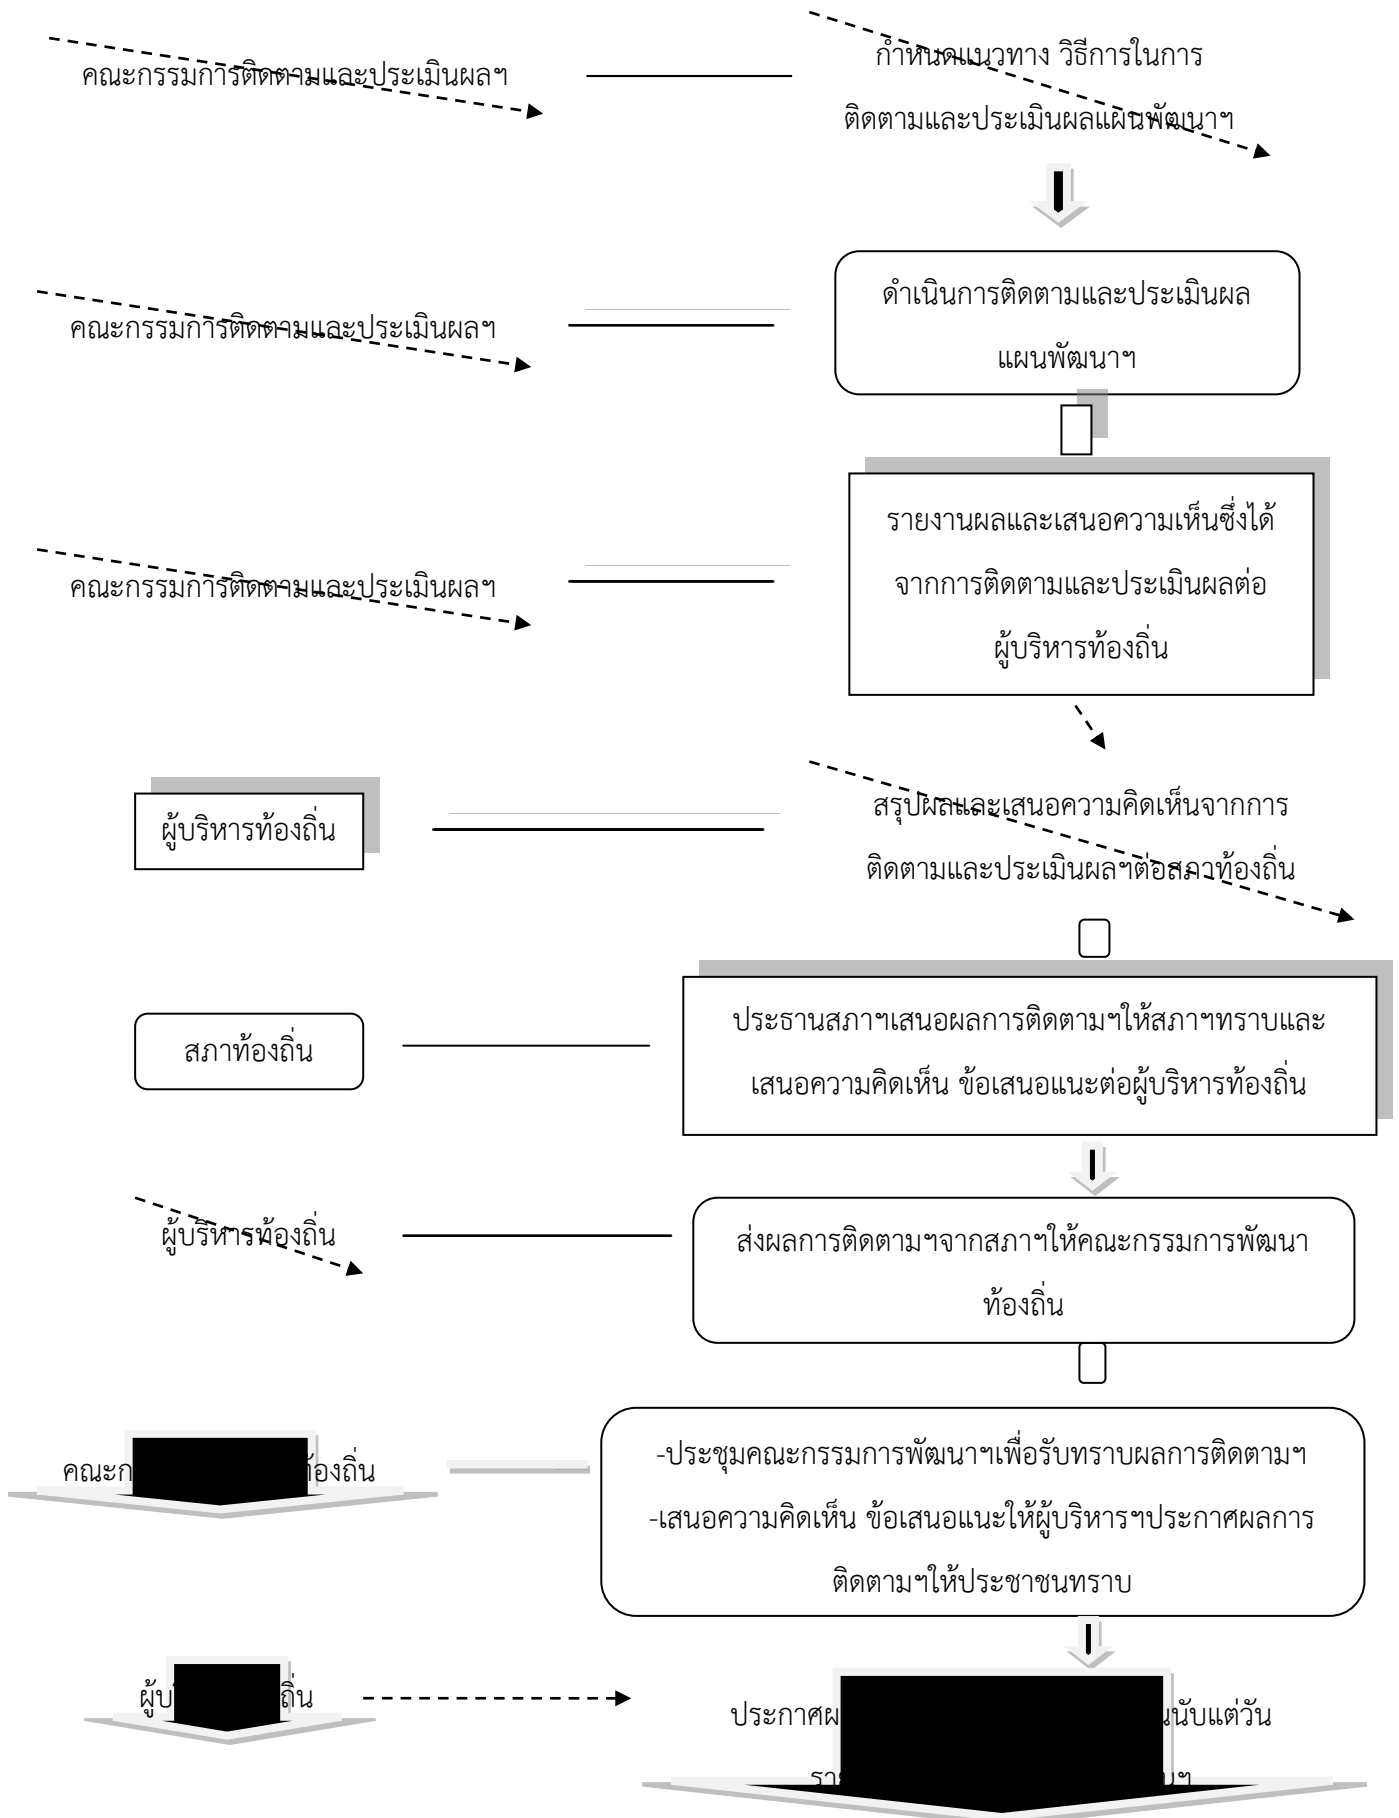 คณะกรรมการติดตามและประเมินผลฯ
กำหนดแนวทาง วิธีการในการ
ติดตามและประเมินผลแผนพัฒนาฯ
คณะกรรมการติดตามและประเมินผลฯ
ดำเนินการติดตามและประเมินผล
แผนพัฒนาฯ
คณะกรรมการติดตามและประเมินผลฯ
รายงานผลและเสนอความเห็นซึ่งได้
จากการติดตามและประเมินผลต่อ
ผู้บริหารท้องถิ่น
ผู้บริหารท้องถิ่น
สรุปผลและเสนอความคิดเห็นจากการ
ติดตามและประเมินผลฯต่อสภาท้องถิ่น
สภาท้องถิ่น
ประธานสภาฯเสนอผลการติดตามฯให้สภาฯทราบและ
เสนอความคิดเห็น ข้อเสนอแนะต่อผู้บริหารท้องถิ่น
ผู้บริหารท้องถิ่น
ส่งผลการติดตามฯจากสภาฯให้คณะกรรมการพัฒนา
ท้องถิ่น
-ประชุมคณะกรรมการพัฒนาฯเพื่อรับทราบผลการติดตามฯ
-เสนอความคิดเห็น ข้อเสนอแนะให้ผู้บริหารฯประกาศผลการ
ติดตามฯให้ประชาชนทราบ
นับแต่วัน